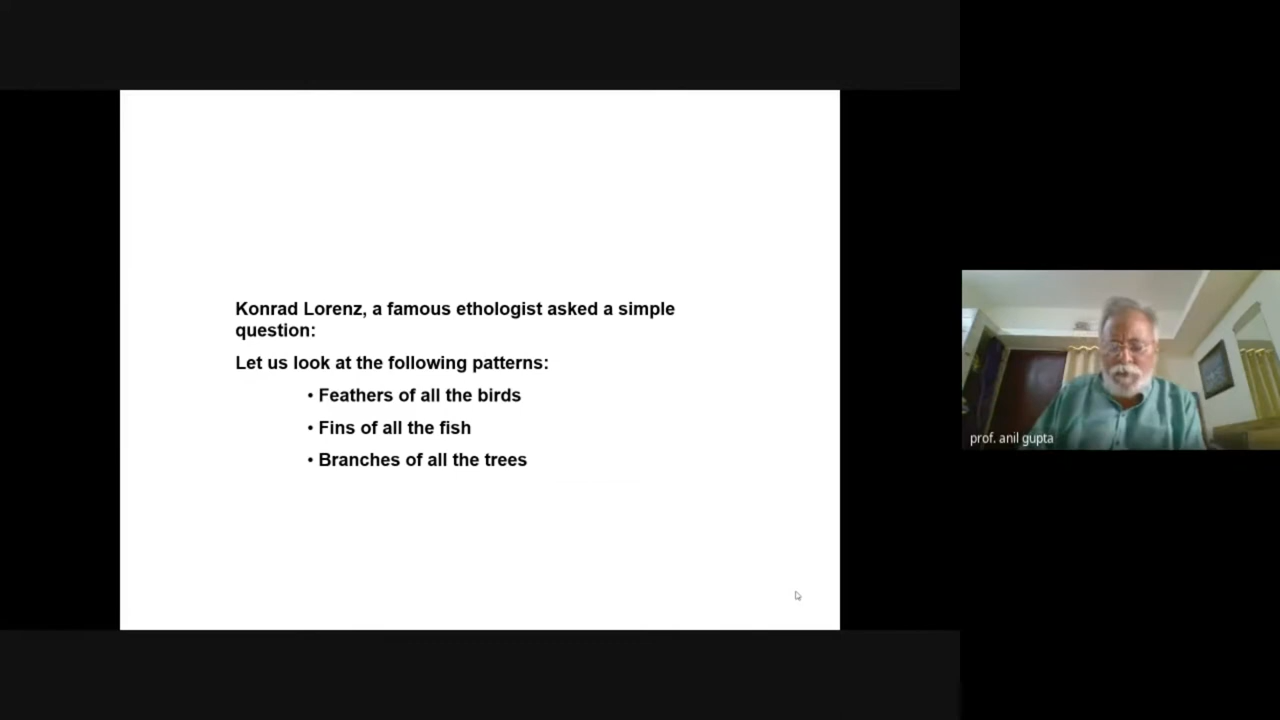 Konrad Lorenz, a famous ethologist asked a simple
question:
Let us look at the following patterns:
• Feathers of all the birds
• Fins of all the fish
• Branches of all the trees
prof. anil gupta